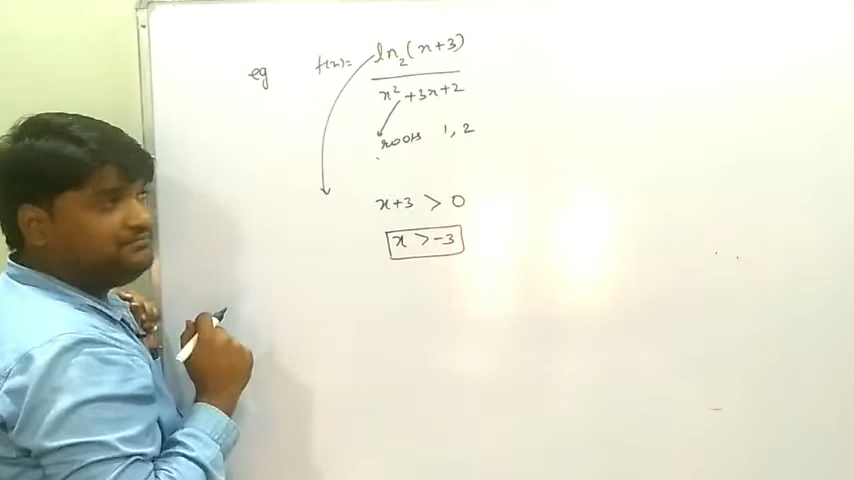 eg f(x)= ln₂(x+3)
x² +3x+2
roots 1, 2
x+3 > 0
x > -3